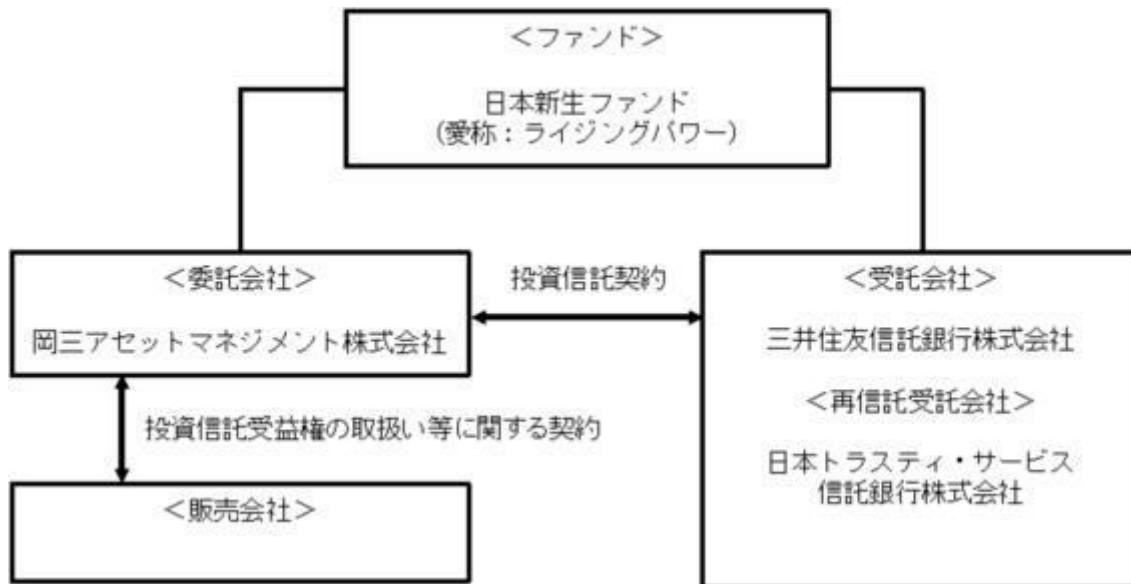 ＜ファンド＞
日本新生ファンド
（愛称：ライジングパワー）
＜委託会社＞
岡三アセットマネジメント株式会社
投資信託契約
＜受託会社＞
三井住友信託銀行株式会社
＜再信託受託会社＞
日本トラスティ・サービス
信託銀行株式会社
投資信託受益権の取扱い等に関する契約
＜販売会社＞